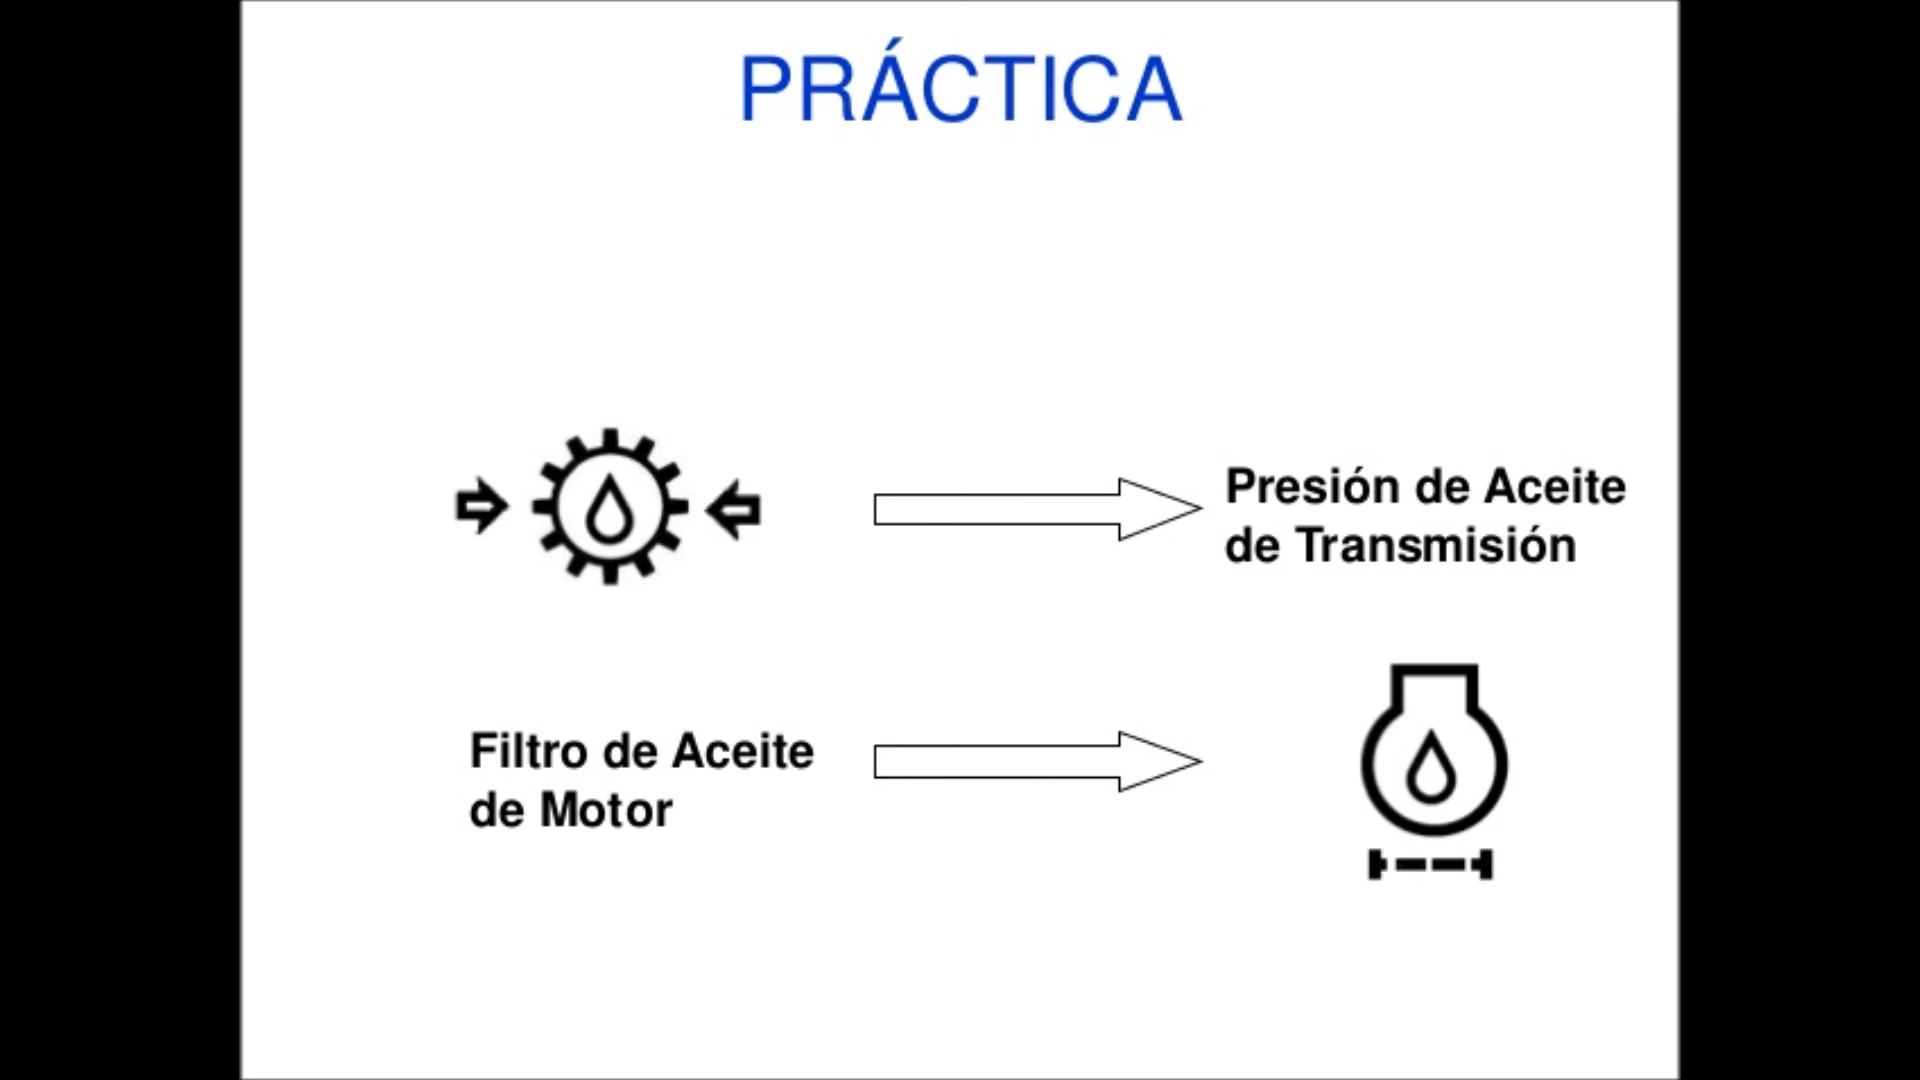 PRÁCTICA
Presión de Aceite
de Transmisión
Filtro de Aceite
de Motor